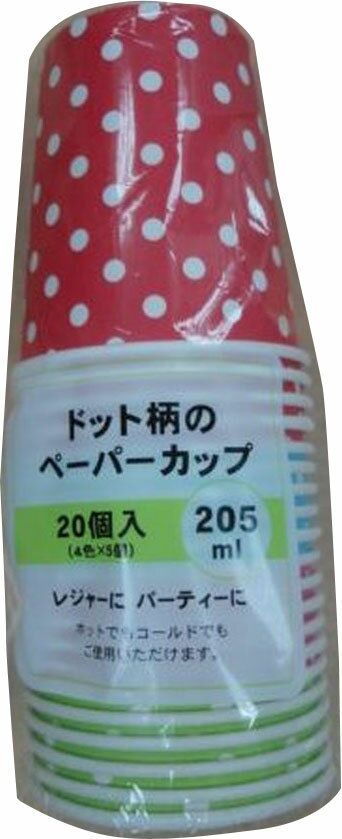 ドット柄の
ペーパーカップ
20個入
(4色×5個)
205
ml
レジャーに パーティーに
ホットでもコールドでも
ご使用いただけます。